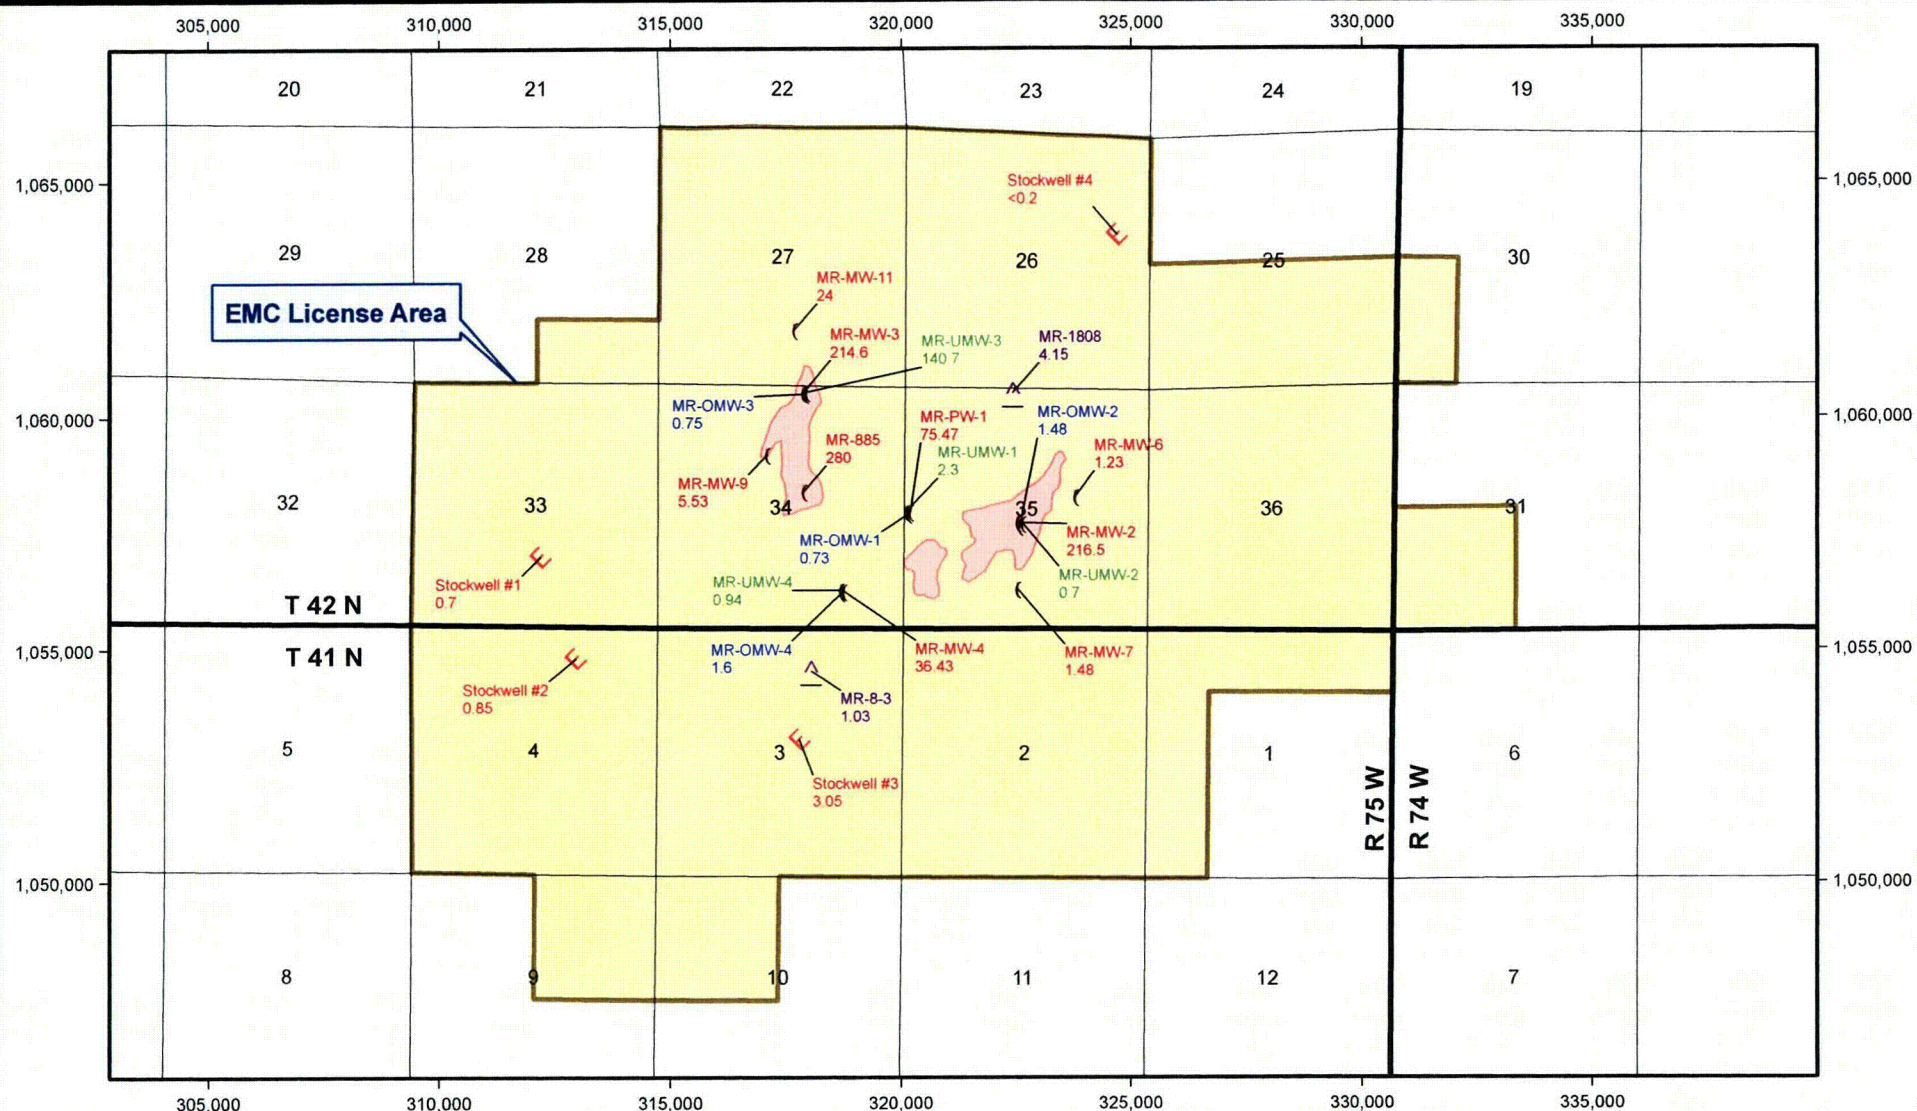 305,000
310,000
315,000
320,000
325,000
330,000
335,000
20
21
22
23
24
19
1,065,000
1,065,000
Stockwell #4
<0.2
29
28
27
26
25
30
EMC License Area
MR-MW-11
24
MR-MW-3
214.6
MR-UMW-3
140.7
MR-1808
4.15
1,060,000
1,060,000
MR-OMW-3
0.75
MR-PW-1
75.47
MR-OMW-2
1.48
MR-885
280
MR-UMW-1
2.3
MR-MW-6
1.23
MR-MW-9
5.53
32
33
34
35
36
31
MR-OMW-1
0.73
MR-MW-2
216.5
MR-UMW-2
0.7
Stockwell #1
0.7
MR-UMW-4
0.94
T 42 N
1,055,000
1,055,000
T 41 N
MR-OMW-4
1.6
MR-MW-4
36.43
MR-MW-7
1.48
Stockwell #2
0.85
MR-8-3
1.03
5
4
3
2
1
6
Stockwell #3
3.05
R 75 W
R 74 W
1,050,000
1,050,000
8
9
10
11
12
7
305,000
310,000
315,000
320,000
325,000
330,000
335,000